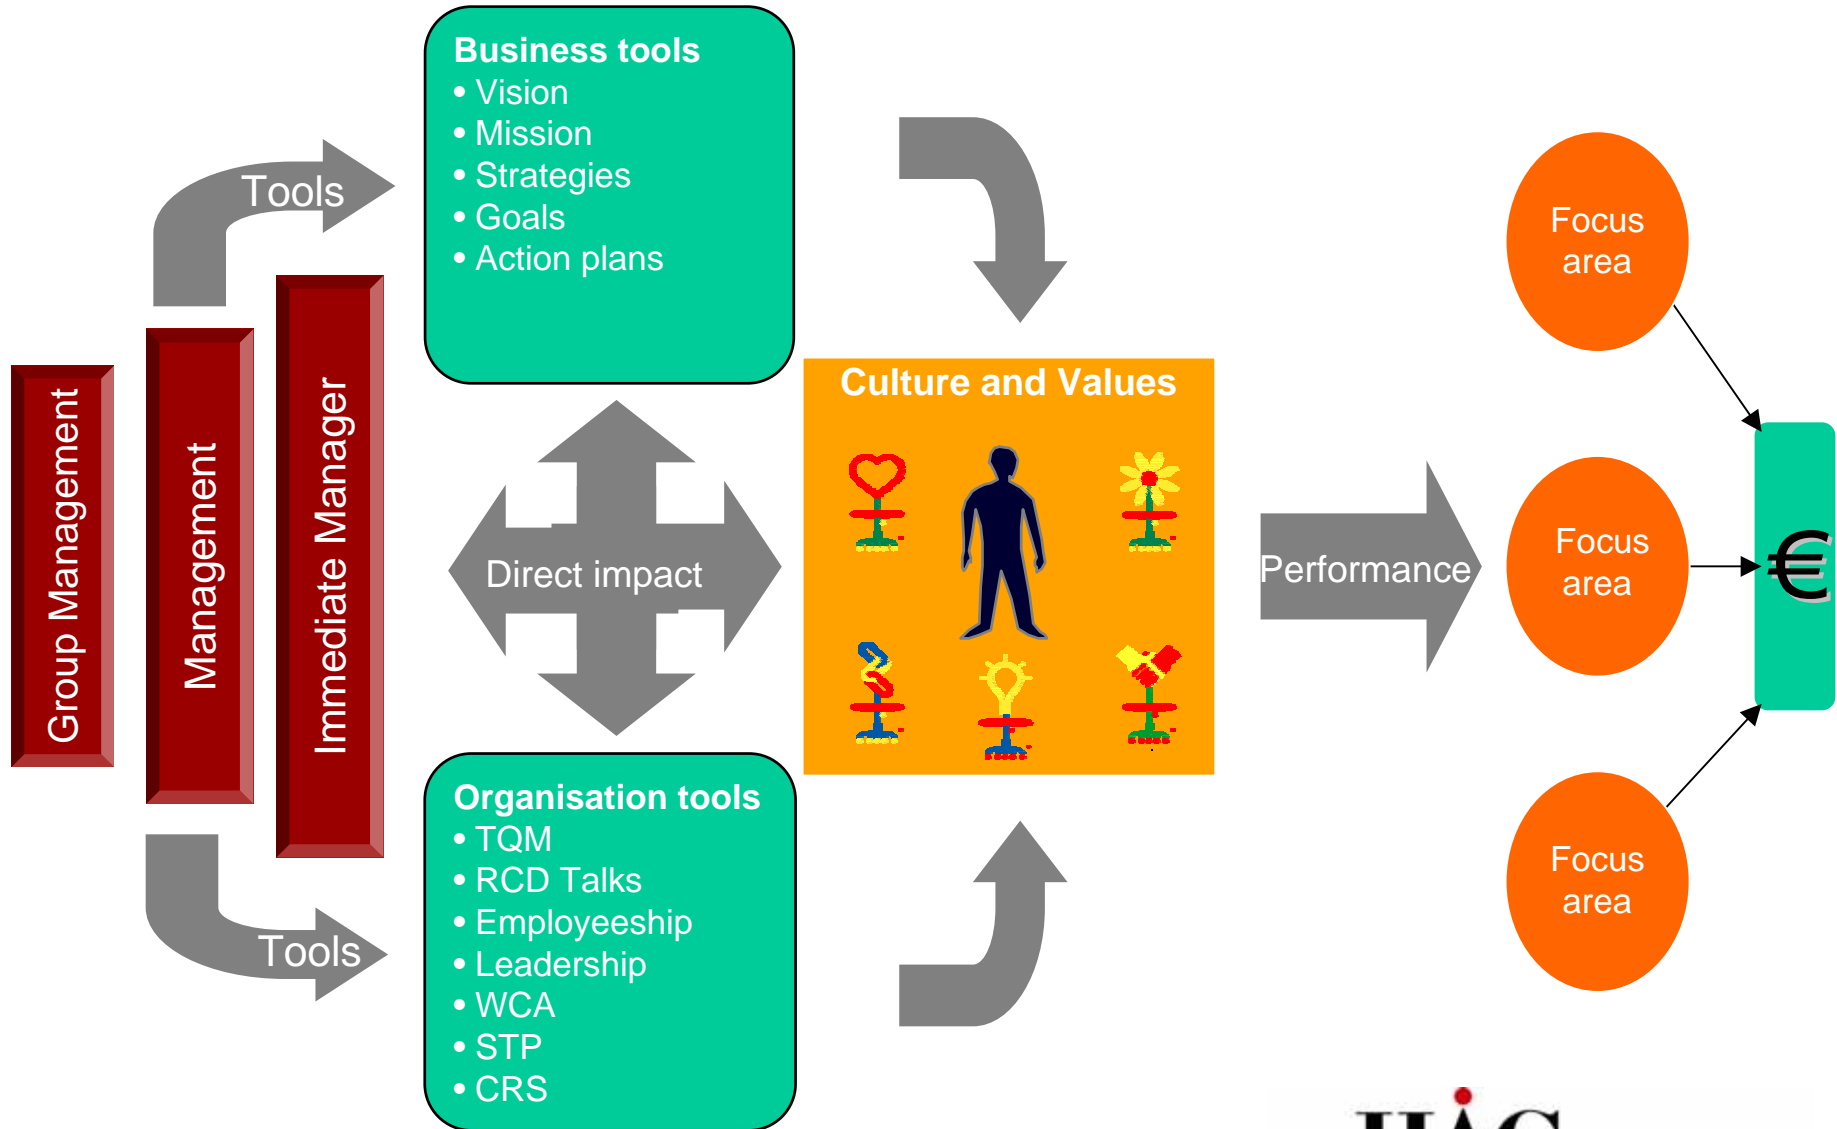 Group Management
Management
Immediate Manager
Tools
Tools
Business tools
• Vision
• Mission
• Strategies
• Goals
• Action plans
Direct impact
Organisation tools
• TQM
• RCD Talks
• Employeeship
• Leadership
• WCA
• STP
• CRS
Culture and Values
Performance
Focus
area
Focus
area
Focus
area
€